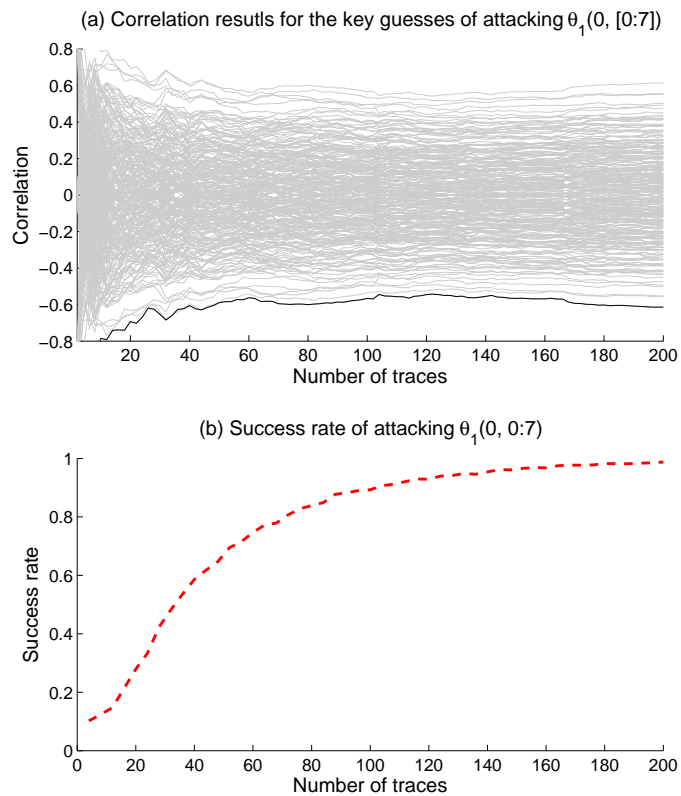 (a) Correlation resutls for the key guesses of attacking θ₁(0, [0:7])
0.8
0.6
0.4
0.2
0
−0.2
−0.4
−0.6
−0.8
Correlation
20 40 60 80 100 120 140 160 180 200
Number of traces
(b) Success rate of attacking θ₁(0, 0:7)
1
0.8
0.6
0.4
0.2
0
Success rate
0 20 40 60 80 100 120 140 160 180 200
Number of traces